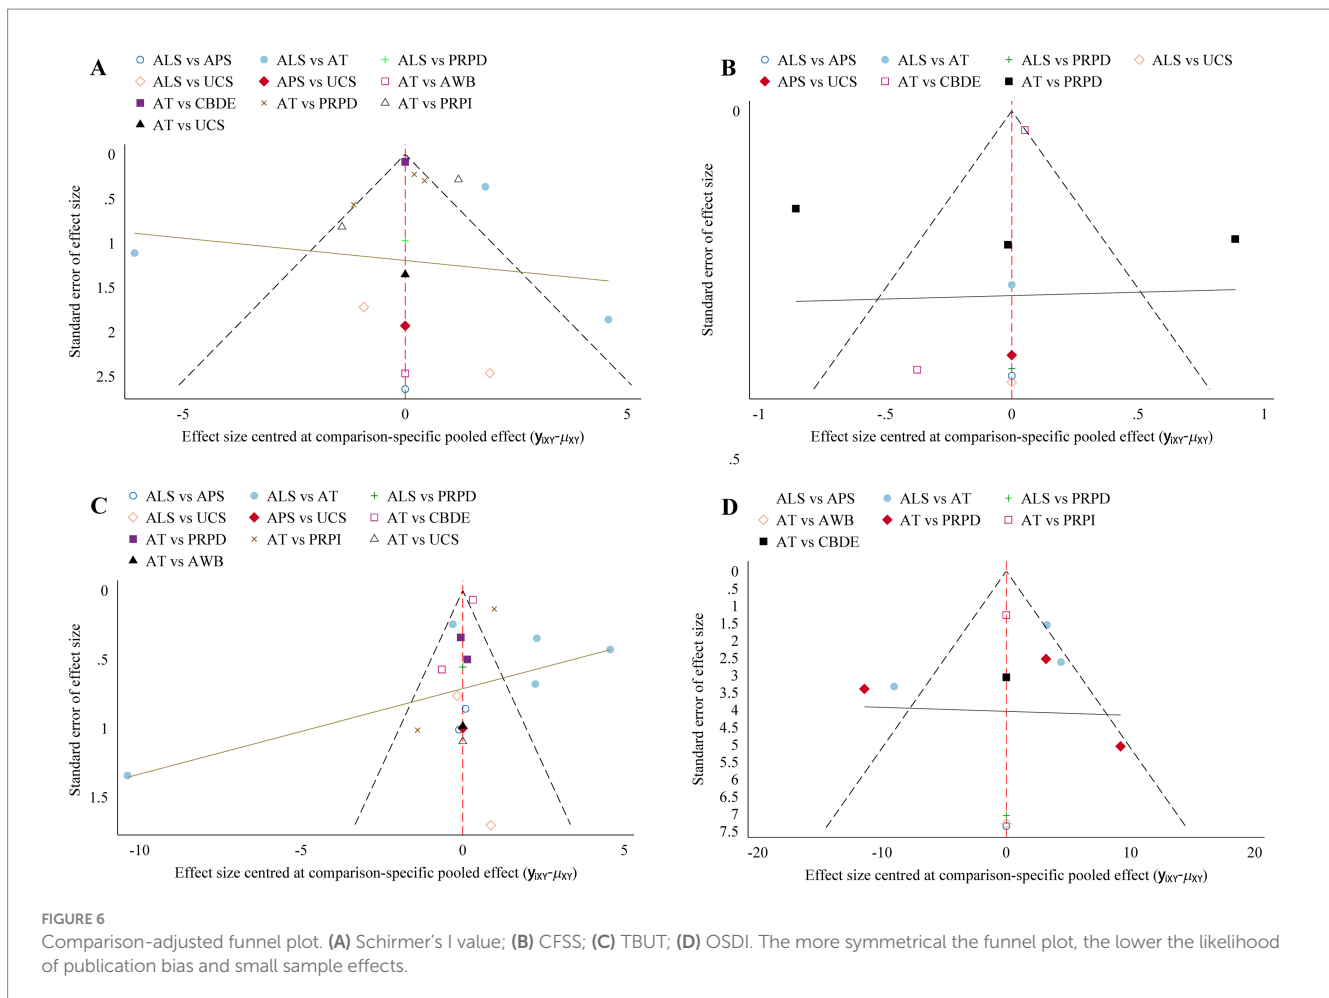 A
ALS vs APS ALS vs AT ALS vs PRPD
ALS vs UCS APS vs UCS AT vs AWB
AT vs CBDE AT vs PRPD AT vs PRPI
AT vs UCS
Standard error of effect size
0
.5
1
1.5
2
2.5
-5 0 5
Effect size centred at comparison-specific pooled effect (yiXY-μXY)
B
ALS vs APS ALS vs AT ALS vs PRPD ALS vs UCS
APS vs UCS AT vs CBDE AT vs PRPD
Standard error of effect size
0
-1 -.5 0 .5 1
Effect size centred at comparison-specific pooled effect (yiXY-μXY)
.5
C
ALS vs APS ALS vs AT ALS vs PRPD
ALS vs UCS APS vs UCS AT vs CBDE
AT vs PRPD AT vs PRPI AT vs UCS
AT vs AWB
Standard error of effect size
0
.5
1
1.5
-10 -5 0 5
Effect size centred at comparison-specific pooled effect (yiXY-μXY)
D
ALS vs APS ALS vs AT ALS vs PRPD
AT vs AWB AT vs PRPD AT vs PRPI
AT vs CBDE
Standard error of effect size
0
.5
1
1.5
2
2.5
3
3.5
4
4.5
5
5.5
6
6.5
7
7.5
-20 -10 0 10 20
Effect size centred at comparison-specific pooled effect (yiXY-μXY)
FIGURE 6
Comparison-adjusted funnel plot. (A) Schirmer's I value; (B) CFSS; (C) TBUT; (D) OSDI. The more symmetrical the funnel plot, the lower the likelihood
of publication bias and small sample effects.